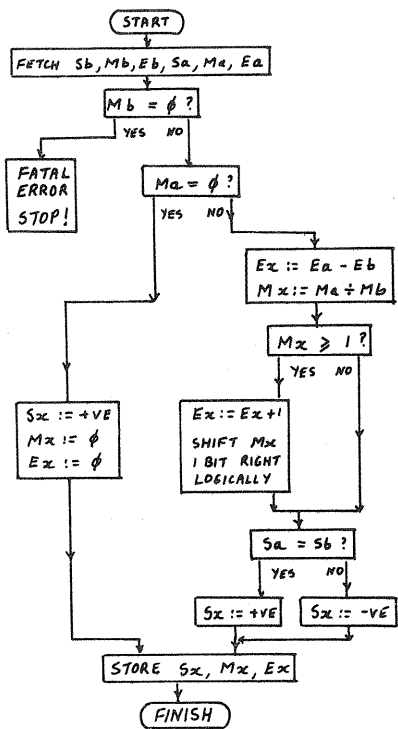 START
FETCH Sb, Mb, Eb, Sa, Ma, Ea
Mb = ϕ ?
YES NO
FATAL
ERROR
STOP!
Ma = ϕ ?
YES NO
Ex := Ea - Eb
Mx := Ma ÷ Mb
Mx ⩾ 1 ?
YES NO
Sx := +VE
Mx := ϕ
Ex := ϕ
Ex := Ex+1
SHIFT Mx
1 BIT RIGHT
LOGICALLY
Sa = Sb ?
YES NO
Sx := +VE
Sx := -VE
STORE Sx, Mx, Ex
FINISH